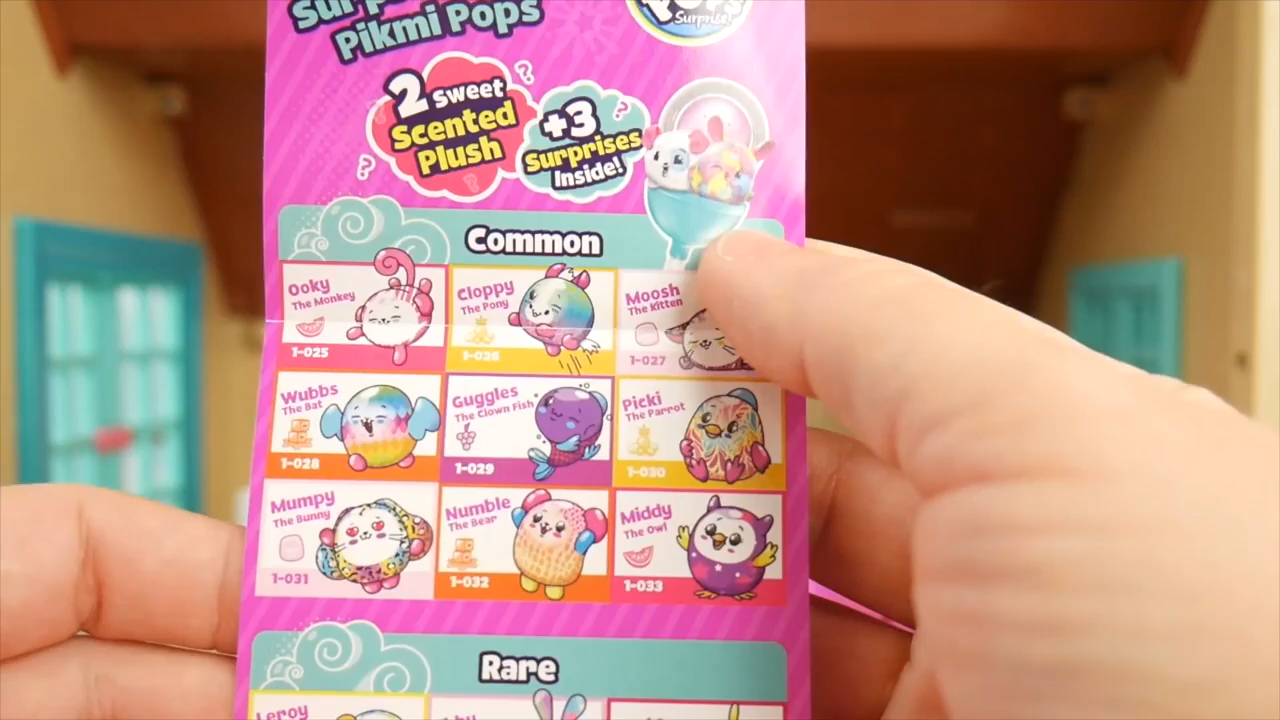 Pikmi Pops
Surprise!
2 Sweet
Scented
Plush
+3
Surprises
Inside!
Common
Ooky
The Monkey
1-025
Cloppy
The Pony
1-026
Moosh
The Kitten
1-027
Wubbs
The Bat
1-028
Guggles
The Clown Fish
1-029
Picki
The Parrot
1-030
Mumpy
The Bunny
1-031
Numble
The Bear
1-032
Middy
The Owl
1-033
Rare
Leroy